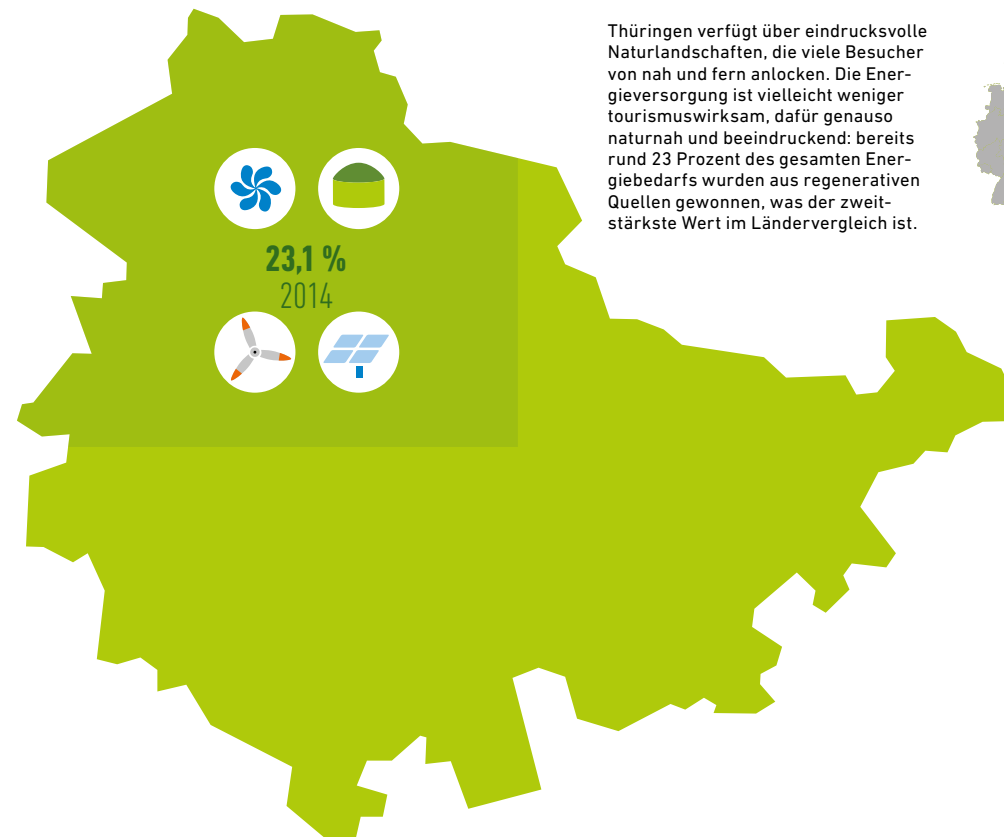 Thüringen verfügt über eindrucksvolle
Naturlandschaften, die viele Besucher
von nah und fern anlocken. Die Ener-
gieversorgung ist vielleicht weniger
tourismuswirksam, dafür genauso
naturnah und beeindruckend: bereits
rund 23 Prozent des gesamten Ener-
giebedarfs wurden aus regenerativen
Quellen gewonnen, was der zweit-
stärkste Wert im Ländervergleich ist.
23,1 %
2014